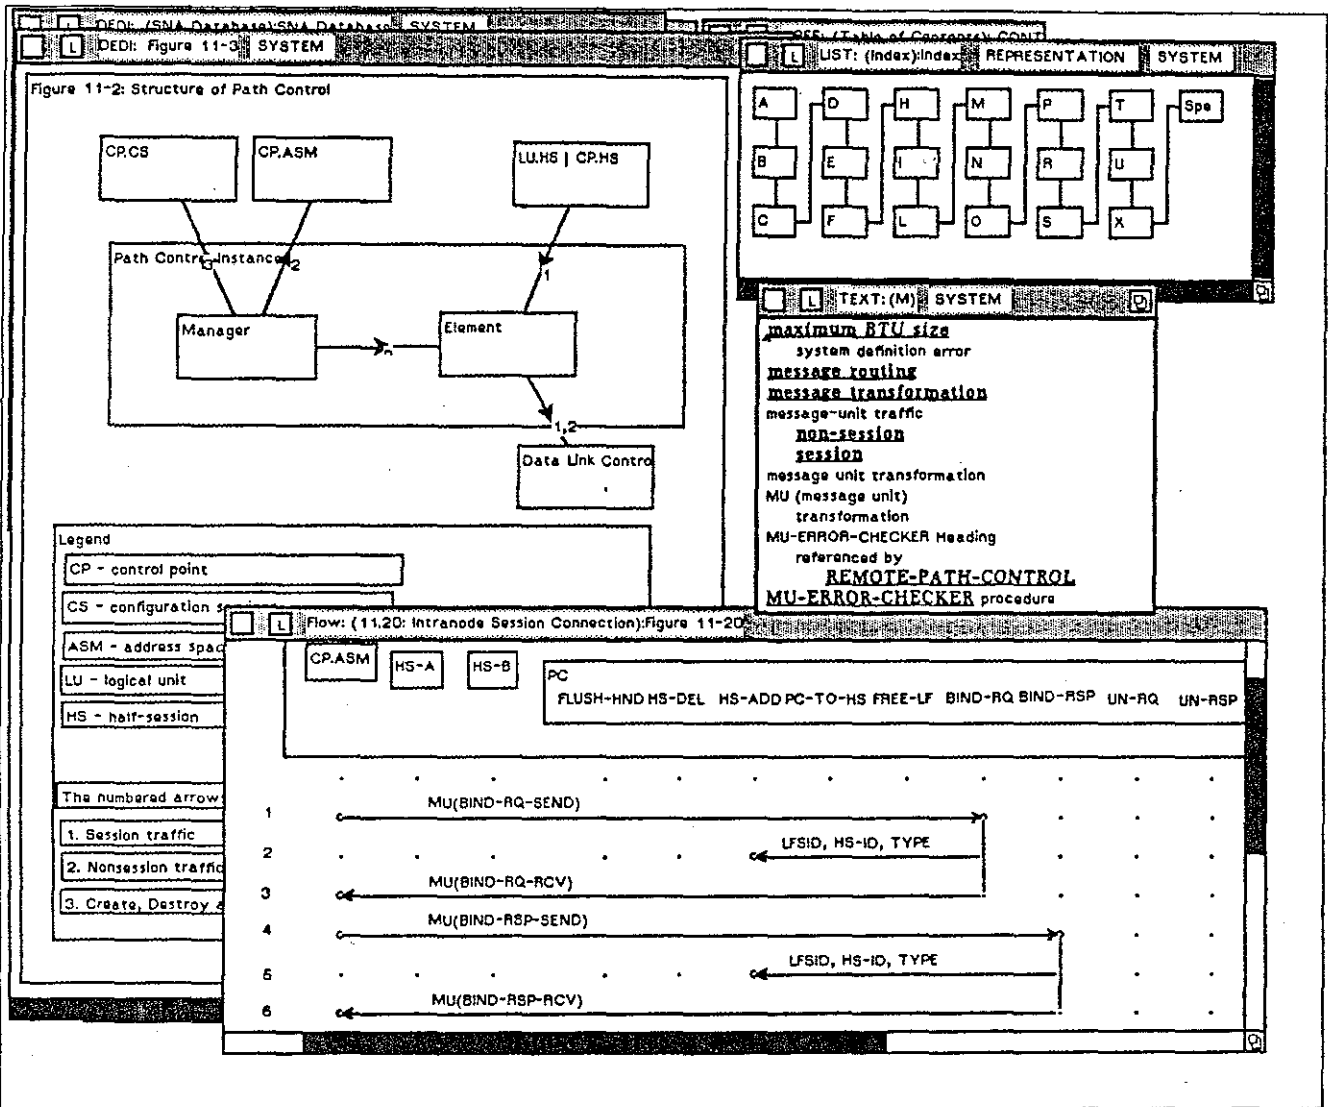 DEDI: (SNA Database):SNA Database SYSTEM
(Table of Contents): CONT
DEDI: Figure 11-3 SYSTEM
Figure 11-2: Structure of Path Control
CP.CS
CP.ASM
LU.HS | CP.HS
Path Control Instance
3
2
1
Manager
Element
1,2
Data Link Contro
Legend
CP - control point
CS - configuration
ASM - address spac
LU - logical unit
HS - half-session
The numbered arrow
1. Session traffic
2. Nonsession traffic
3. Create, Destroy
LIST: (Index):Index REPRESENTATION SYSTEM
A D H M P T Spe
B E I N R U
C F L O S X
TEXT: (M) SYSTEM
maximum BTU size
system definition error
message routing
message transformation
message-unit traffic
non-session
session
message unit transformation
MU (message unit)
transformation
MU-ERROR-CHECKER Heading
referenced by
REMOTE-PATH-CONTROL
MU-ERROR-CHECKER procedure
Flow: (11.20: Intranode Session Connection):Figure 11-20
CP.ASM
HS-A
HS-B
PC
FLUSH-HND HS-DEL HS-ADD PC-TO-HS FREE-LF BIND-RQ BIND-RSP UN-RQ UN-RSP
1 MU(BIND-RQ-SEND)
2 LFSID, HS-ID, TYPE
3 MU(BIND-RQ-RCV)
4 MU(BIND-RSP-SEND)
5 LFSID, HS-ID, TYPE
6 MU(BIND-RSP-RCV)